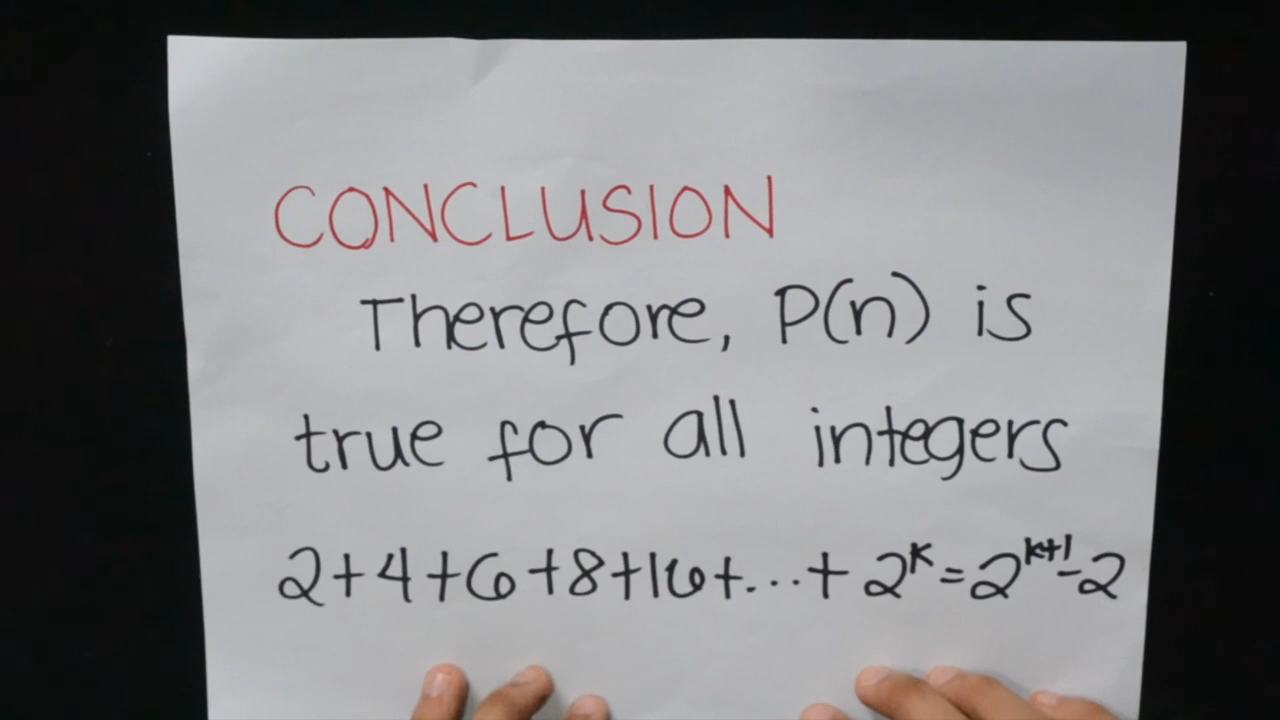 CONCLUSION
Therefore, P(n) is
true for all integers
2+4+6+8+16+...+ 2^k = 2^{k+1} - 2